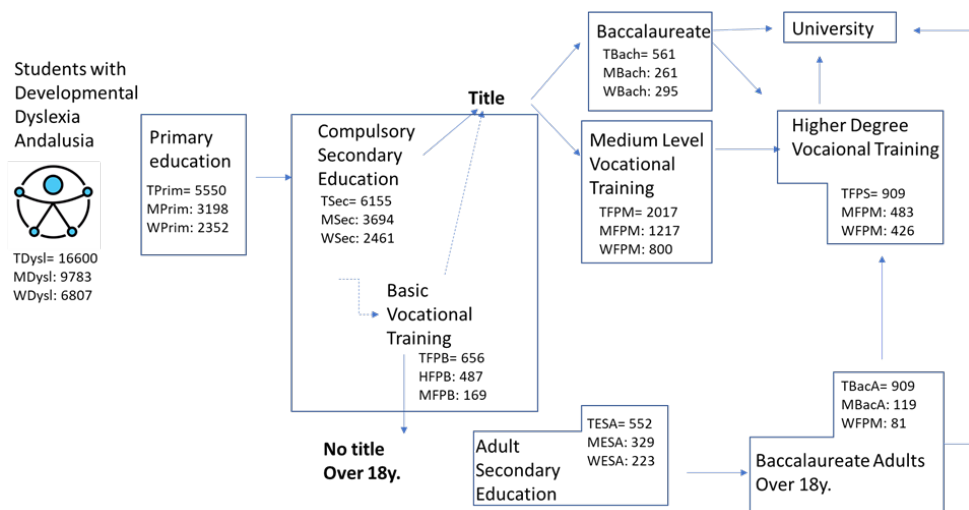 Students with
Developmental
Dyslexia
Andalusia
TDysl= 16600
MDysl: 9783
WDysl: 6807
Primary
education
TPrim= 5550
MPrim: 3198
WPrim: 2352
Compulsory
Secondary
Education
TSec= 6155
MSec: 3694
WSec: 2461
Basic
Vocational
Training
TFPB= 656
HFPB: 487
MFPB: 169
No title
Over 18y.
Title
Baccalaureate
TBach= 561
MBach: 261
WBach: 295
Medium Level
Vocational
Training
TFPM= 2017
MFPM: 1217
WFPM: 800
University
Higher Degree
Vocaional Training
TFPS= 909
MFPM: 483
WFPM: 426
TESA= 552
MESA: 329
WESA: 223
Adult
Secondary
Education
TBacA= 909
MBacA: 119
WFPM: 81
Baccalaureate Adults
Over 18y.